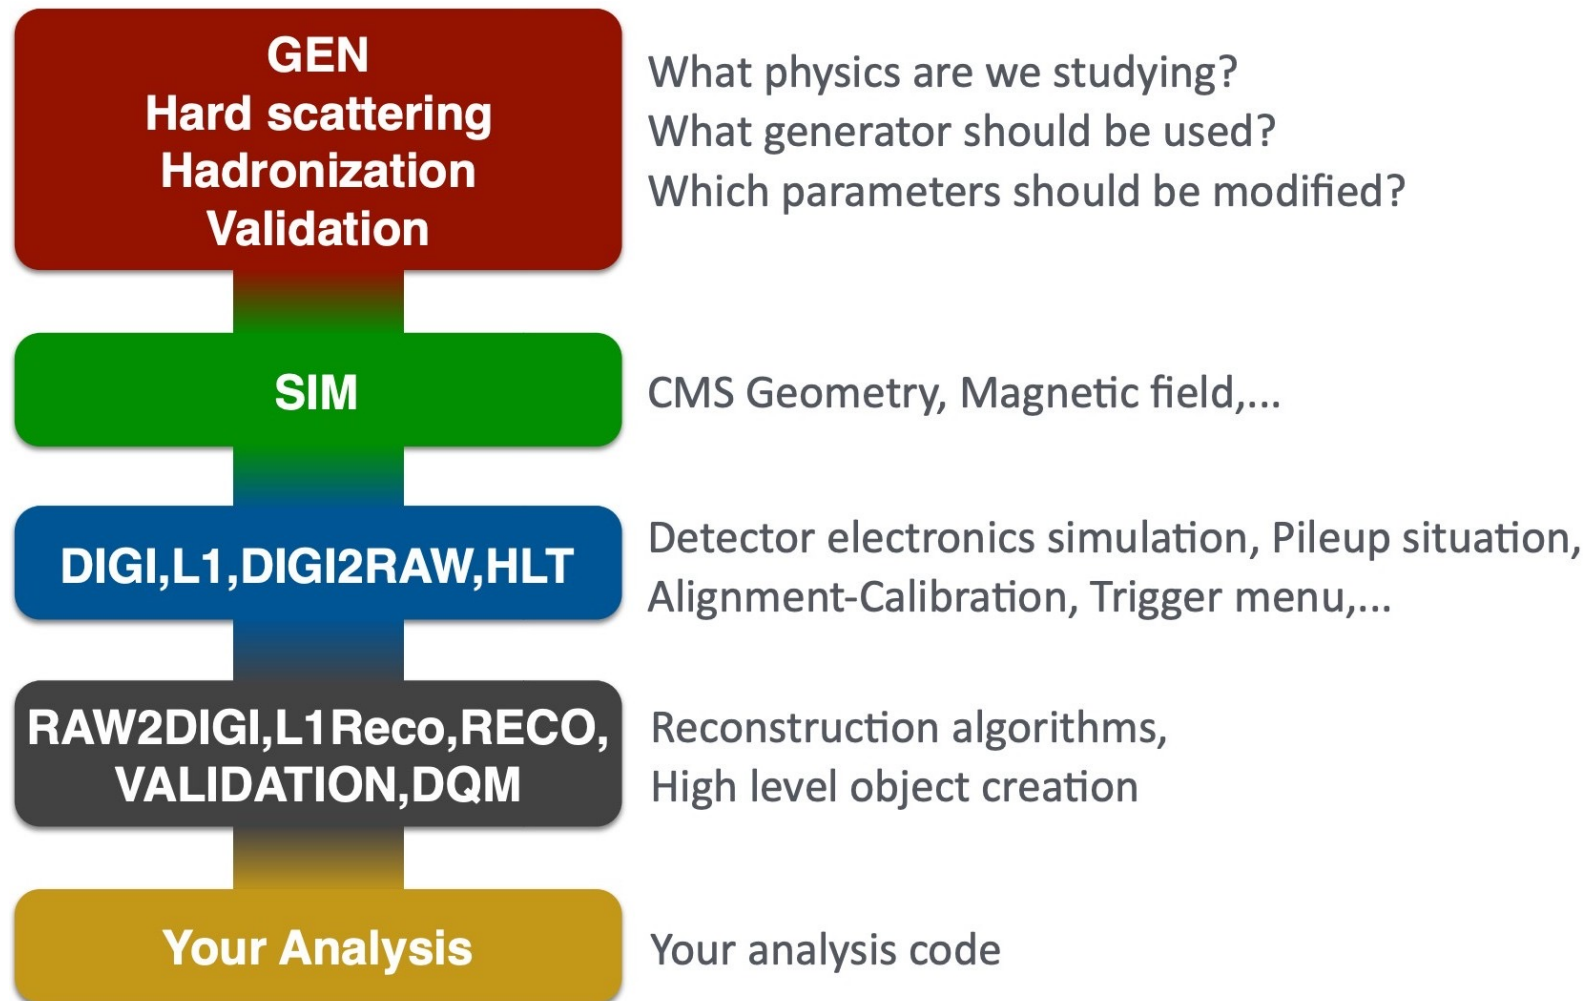 GEN
Hard scattering
Hadronization
Validation
What physics are we studying?
What generator should be used?
Which parameters should be modified?
SIM
CMS Geometry, Magnetic field,...
DIGI,L1,DIGI2RAW,HLT
Detector electronics simulation, Pileup situation,
Alignment-Calibration, Trigger menu,...
RAW2DIGI,L1Reco,RECO,
VALIDATION,DQM
Reconstruction algorithms,
High level object creation
Your Analysis
Your analysis code